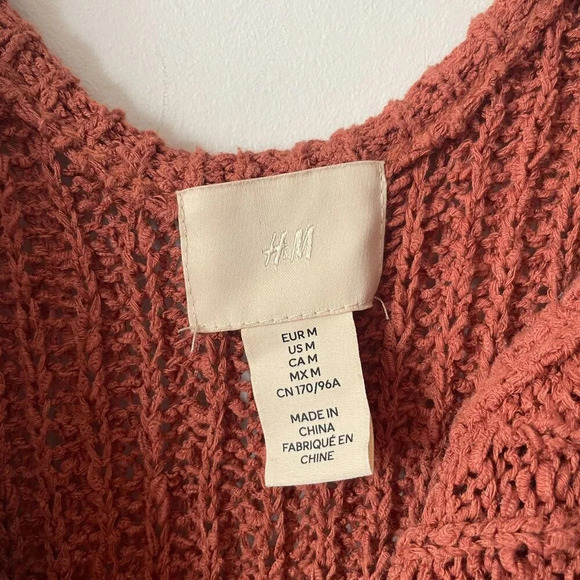 H&M
EUR M
US M
CA M
MX M
CN 170/96A
MADE IN
CHINA
FABRIQUÉ EN
CHINE